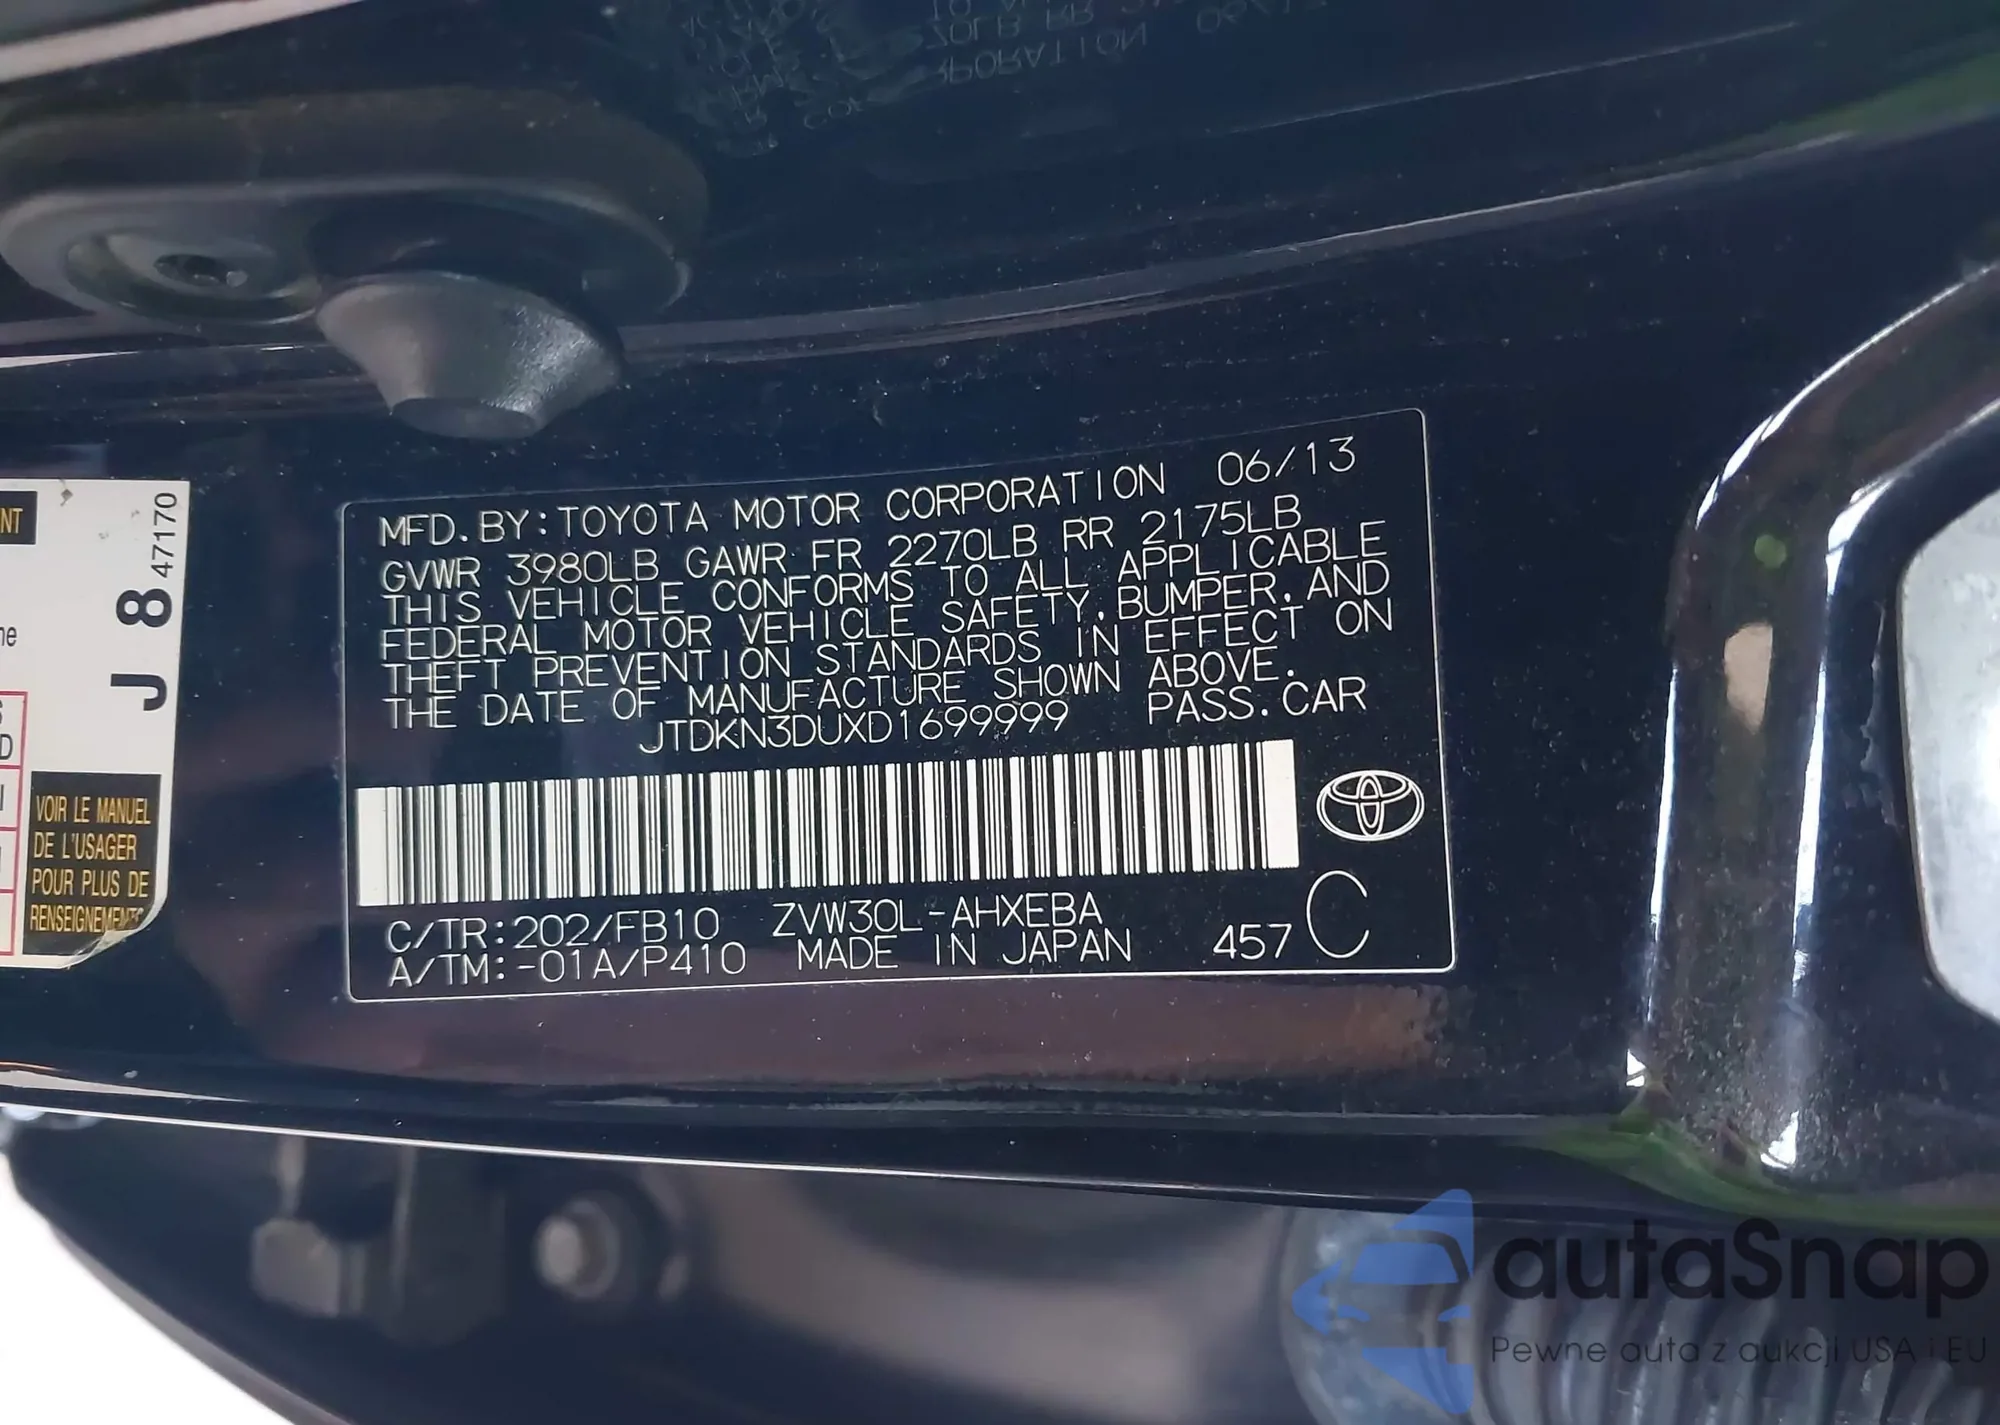 MFD. BY: TOYOTA MOTOR CORPORATION 06/13
GVWR 3980LB GAWR FR 2270LB RR 2175LB
THIS VEHICLE CONFORMS TO ALL APPLICABLE
FEDERAL MOTOR VEHICLE SAFETY, BUMPER, AND
THEFT PREVENTION STANDARDS IN EFFECT ON
THE DATE OF MANUFACTURE SHOWN ABOVE.
JTDKN3DUXD1699999 PASS. CAR
C/TR: 202/FB10 ZVW30L-AHXEBA
A/TM: -01A/P410 MADE IN JAPAN 457 C
J 8 47170
VOIR LE MANUEL
DE L'USAGER
POUR PLUS DE
RENSEIGNEMENTS
autaSnap
Pewne auta z aukcji USA i EU